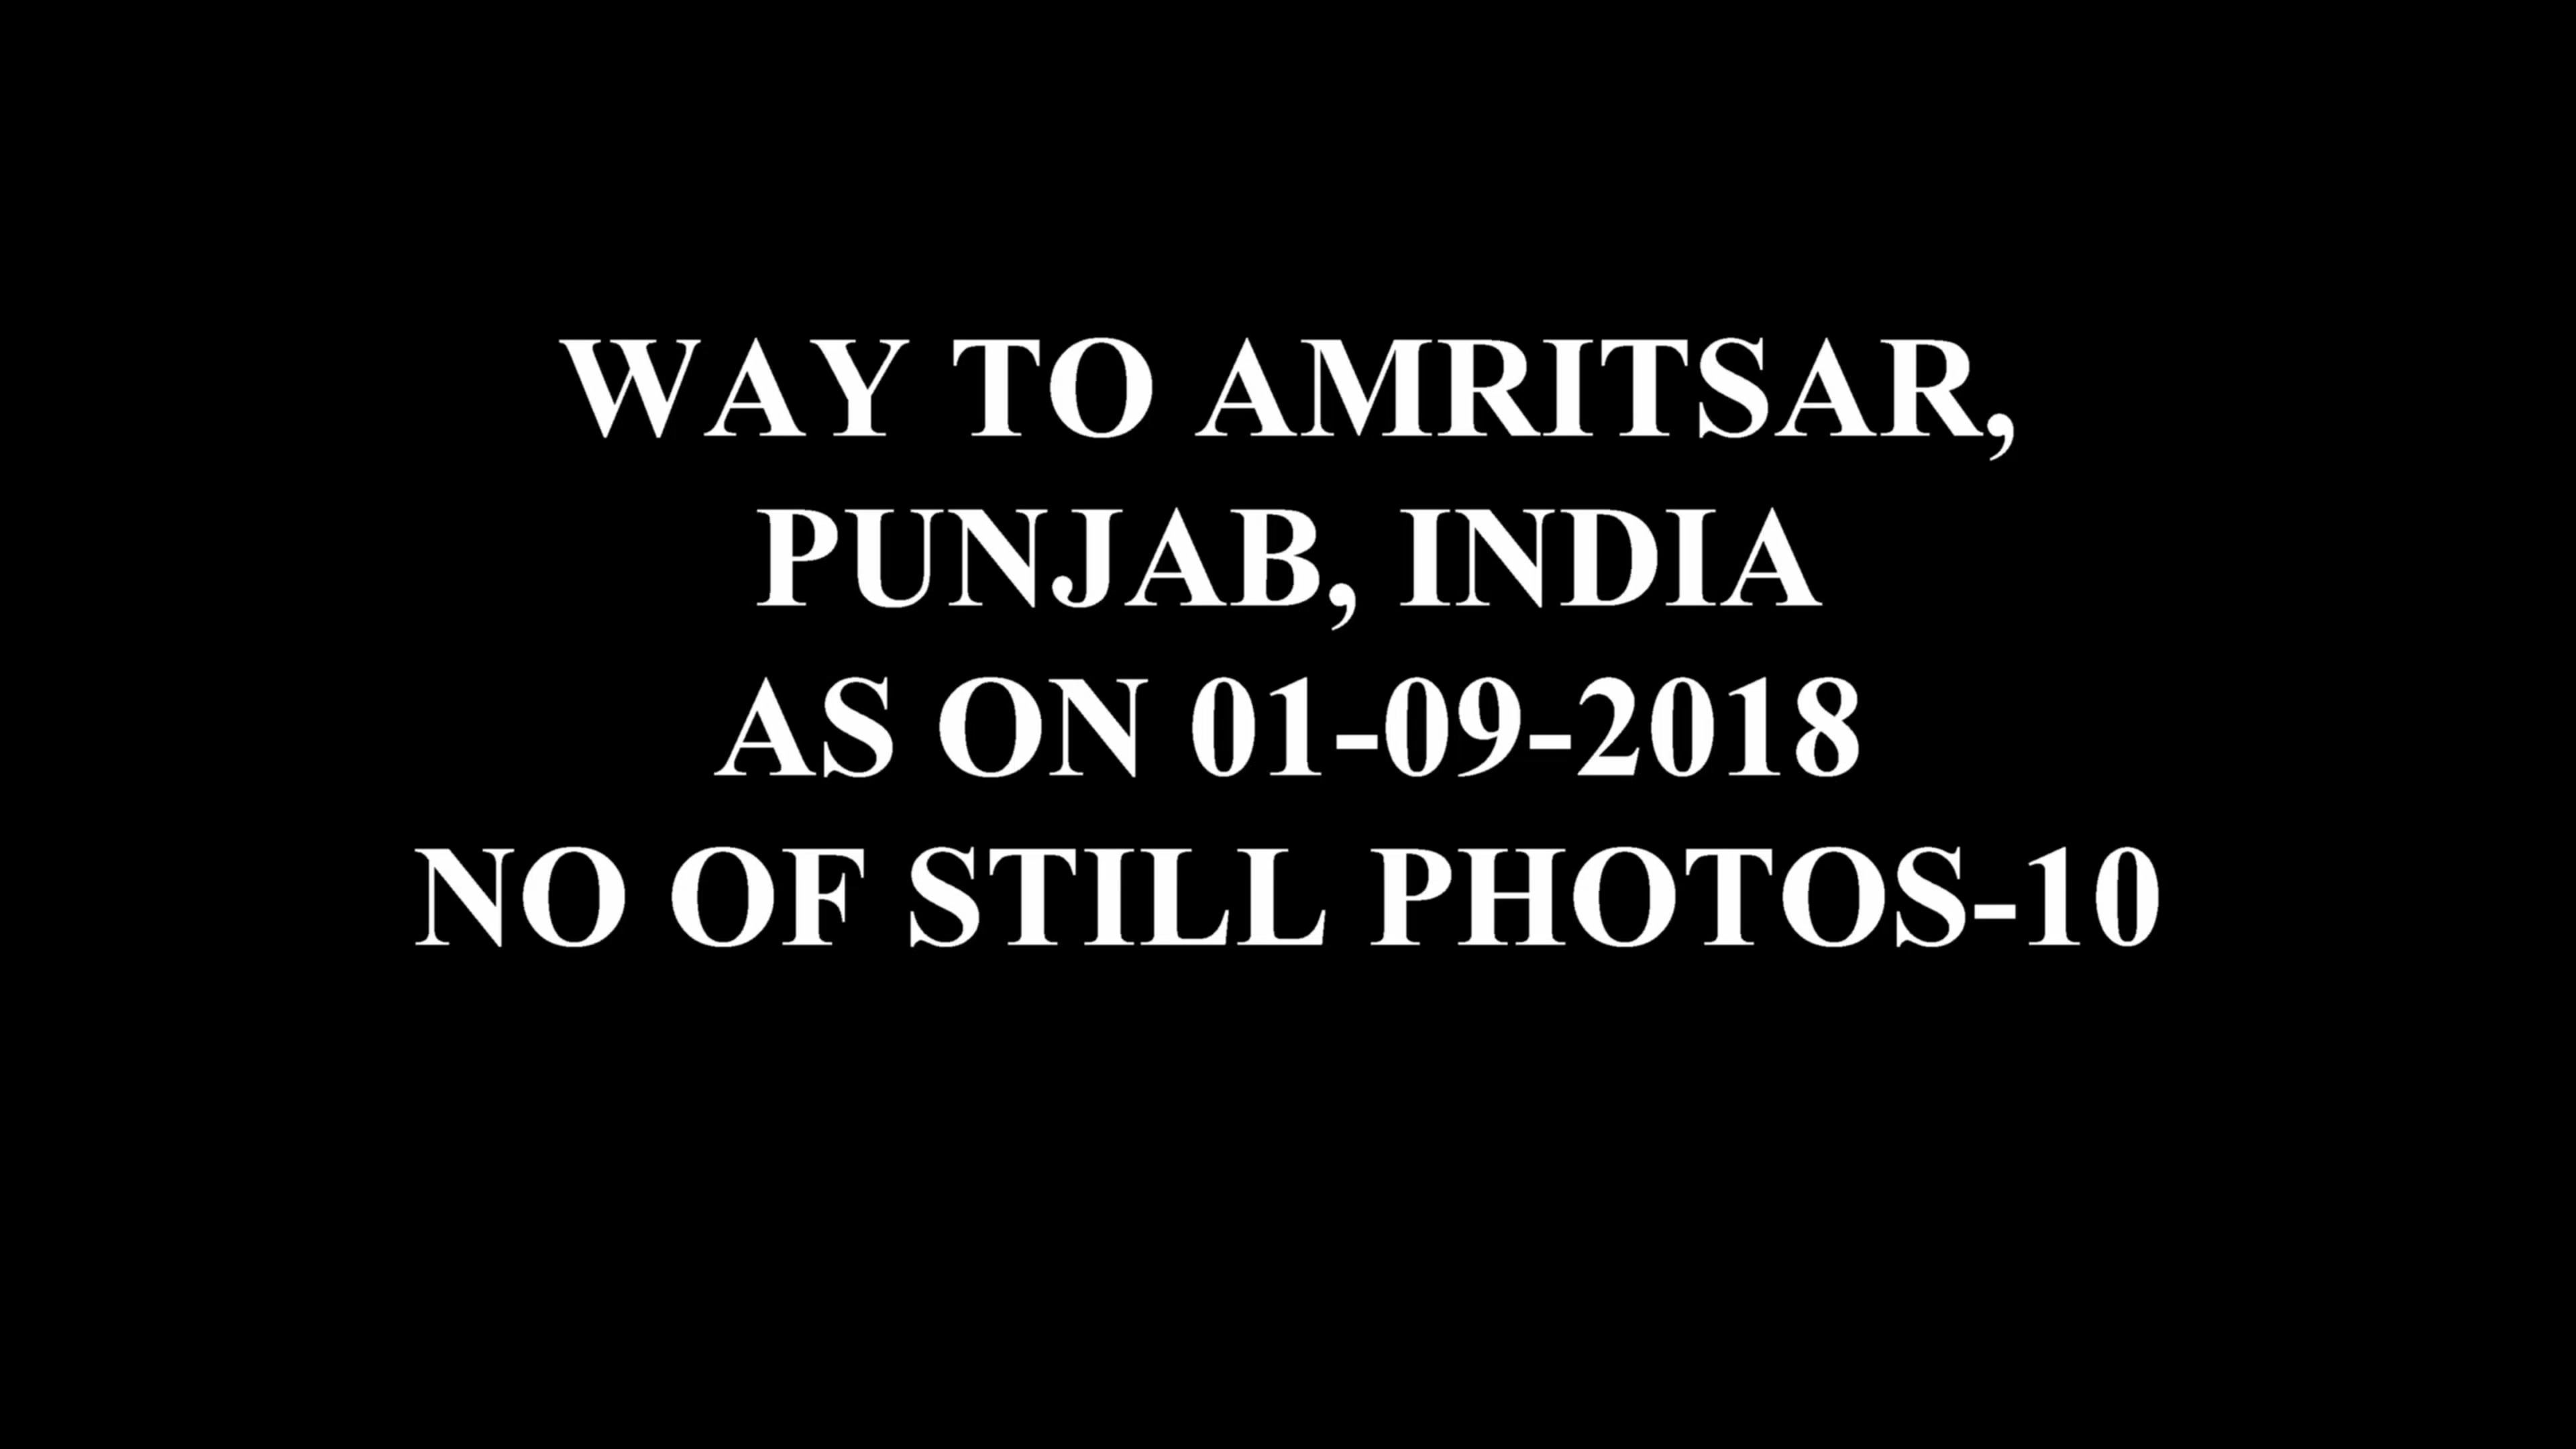 WAY TO AMRITSAR,
PUNJAB, INDIA
AS ON 01-09-2018
NO OF STILL PHOTOS-10